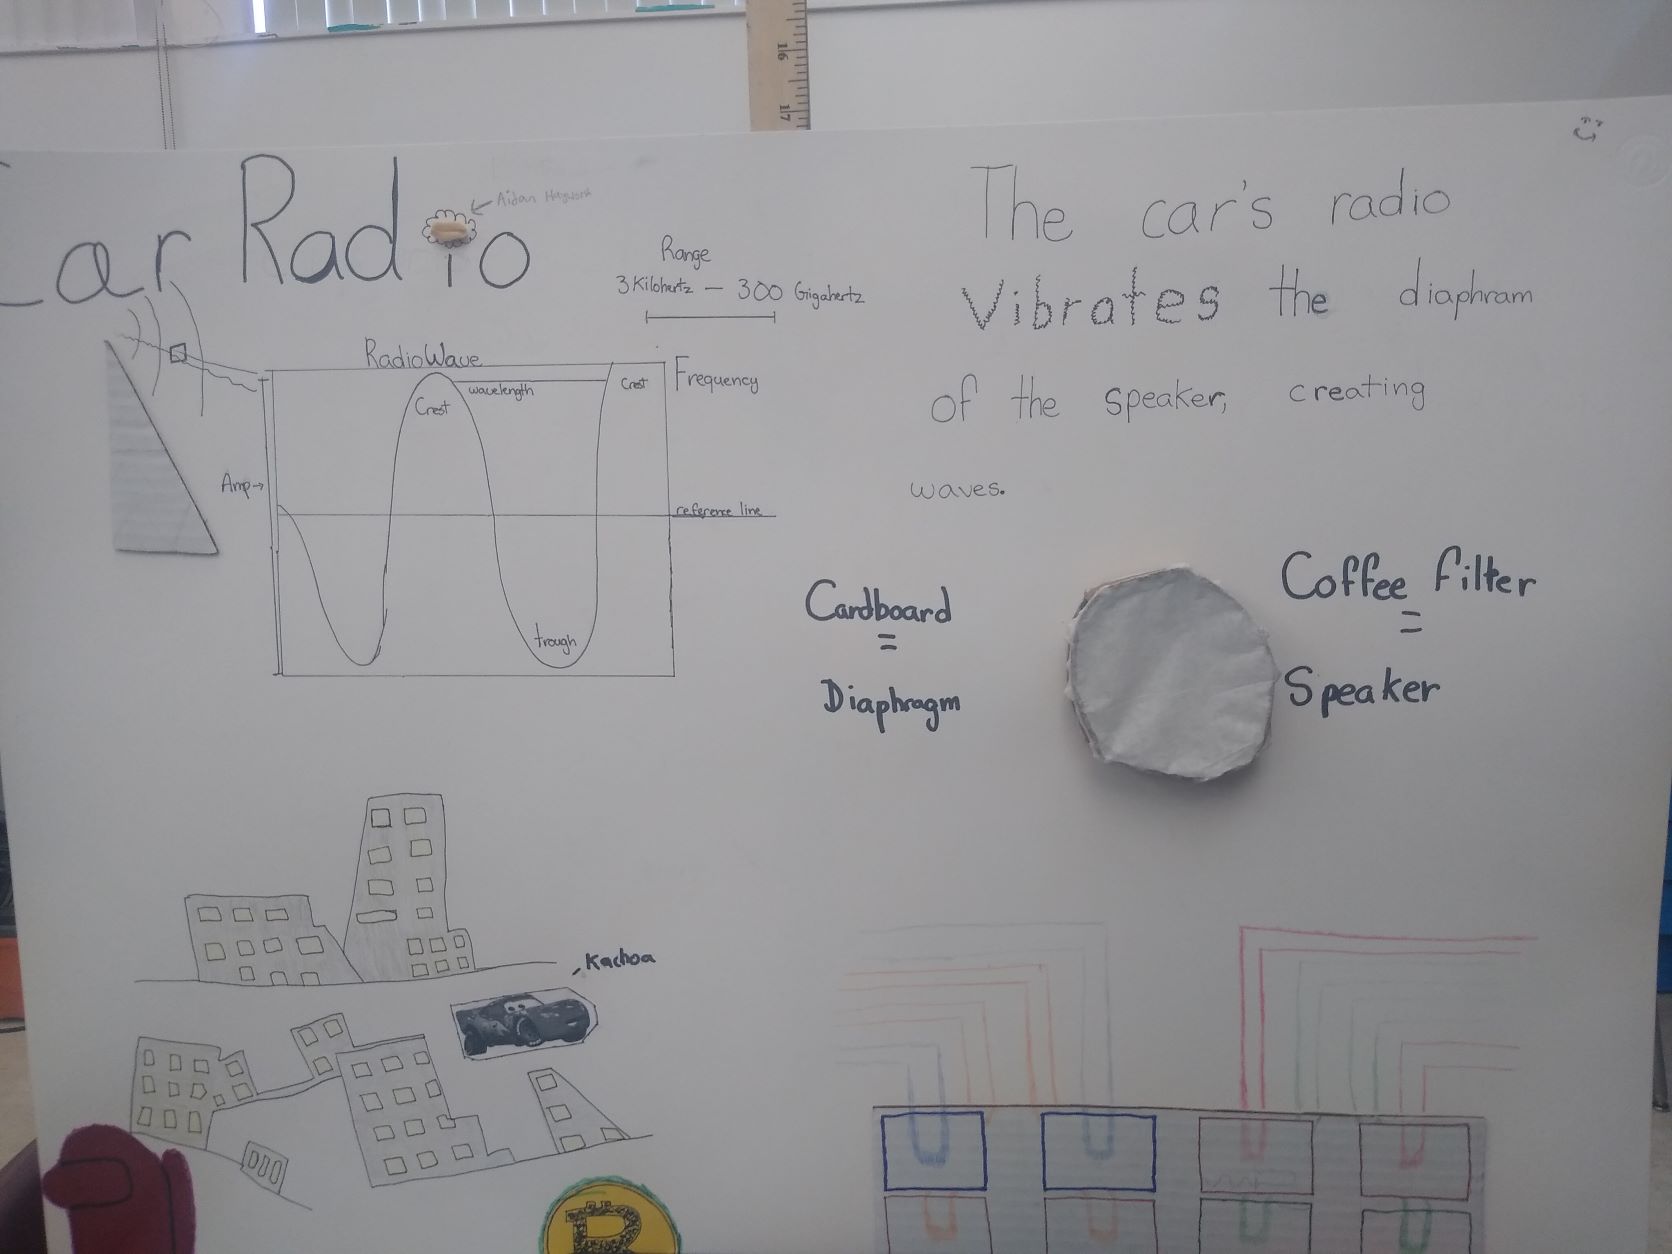 16
17
Car Radio
Aidan
Range
3 Kilohertz — 300 Gigahertz
RadioWave
Frequency
wavelength
Crest
Crest
Amp→
reference line
trough
The car's radio
vibrates the diaphram
of the speaker, creating
waves.
Cardboard
=
Diaphragm
Coffee filter
=
Speaker
Kachoa
B